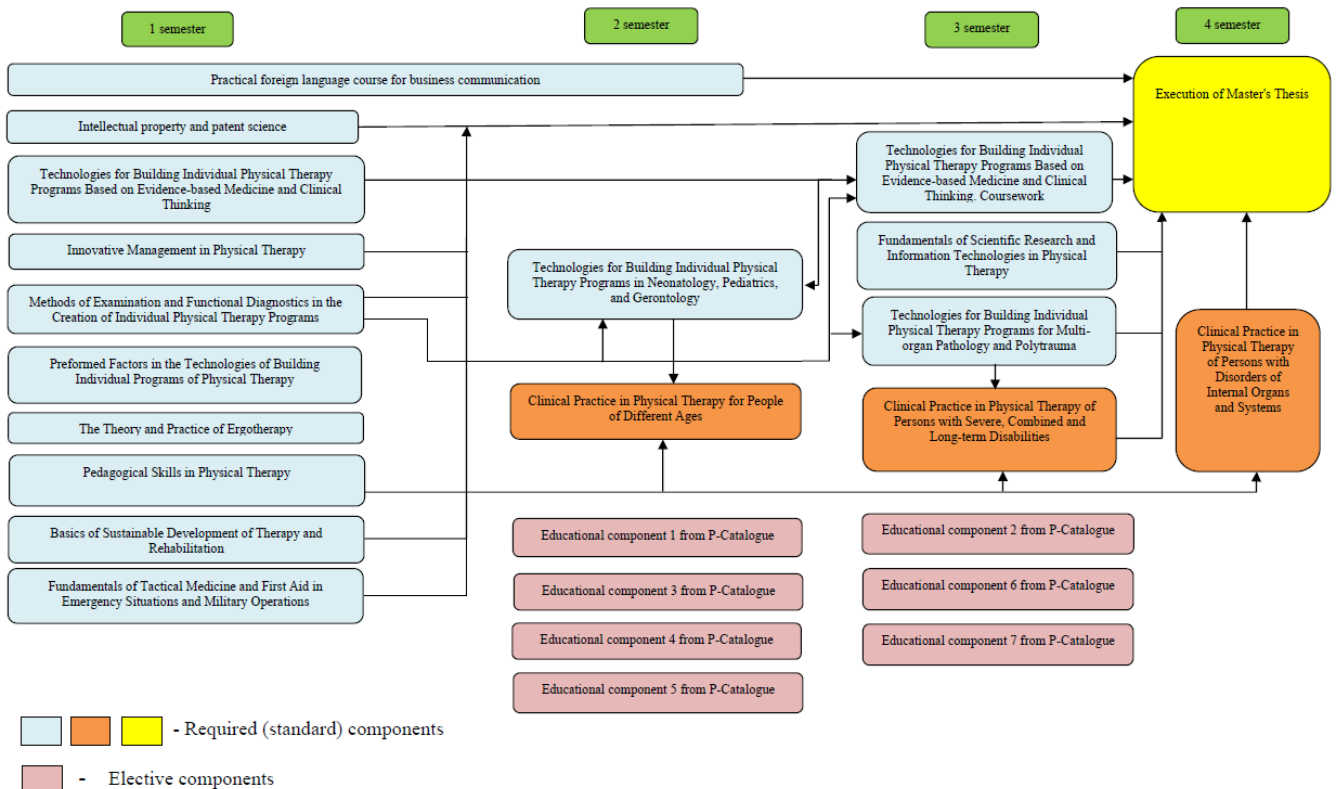 1 semester
2 semester
3 semester
4 semester
Practical foreign language course for business communication
Intellectual property and patent science
Technologies for Building Individual Physical Therapy
Programs Based on Evidence-based Medicine and Clinical
Thinking
Innovative Management in Physical Therapy
Methods of Examination and Functional Diagnostics in the
Creation of Individual Physical Therapy Programs
Preformed Factors in the Technologies of Building
Individual Programs of Physical Therapy
The Theory and Practice of Ergotherapy
Pedagogical Skills in Physical Therapy
Basics of Sustainable Development of Therapy and
Rehabilitation
Fundamentals of Tactical Medicine and First Aid in
Emergency Situations and Military Operations
Technologies for Building Individual Physical
Therapy Programs in Neonatology, Pediatrics,
and Gerontology
Clinical Practice in Physical Therapy for People
of Different Ages
Educational component 1 from P-Catalogue
Educational component 3 from P-Catalogue
Educational component 4 from P-Catalogue
Educational component 5 from P-Catalogue
Technologies for Building Individual
Physical Therapy Programs Based on
Evidence-based Medicine and Clinical
Thinking. Coursework
Fundamentals of Scientific Research and
Information Technologies in Physical
Therapy
Technologies for Building Individual
Physical Therapy Programs for Multi-
organ Pathology and Polytrauma
Clinical Practice in Physical Therapy of
Persons with Severe, Combined and
Long-term Disabilities
Educational component 2 from P-Catalogue
Educational component 6 from P-Catalogue
Educational component 7 from P-Catalogue
Execution of Master's Thesis
Clinical Practice in
Physical Therapy
of Persons with
Disorders of
Internal Organs
and Systems
- Required (standard) components
- Elective components